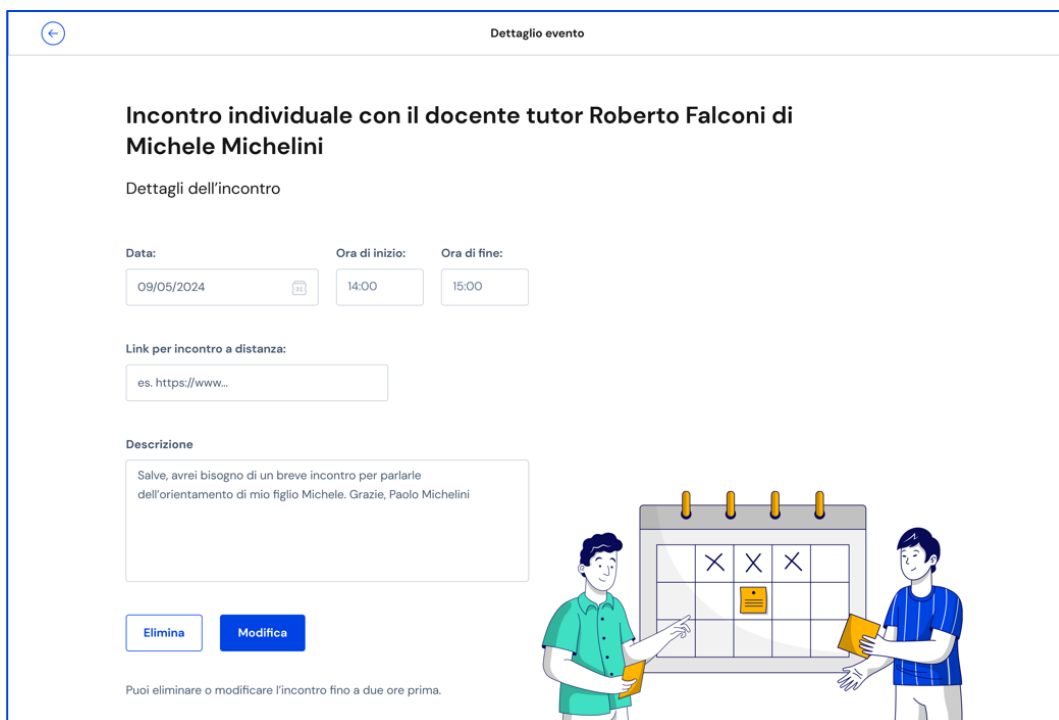 Dettaglio evento
Incontro individuale con il docente tutor Roberto Falconi di
Michele Michelini
Dettagli dell'incontro
Data:
Ora di inizio:
Ora di fine:
09/05/2024
31
14:00
15:00
Link per incontro a distanza:
es. https://www...
Descrizione
Salve, avrei bisogno di un breve incontro per parlarle
dell'orientamento di mio figlio Michele. Grazie, Paolo Michelini
Elimina
Modifica
Puoi eliminare o modificare l'incontro fino a due ore prima.